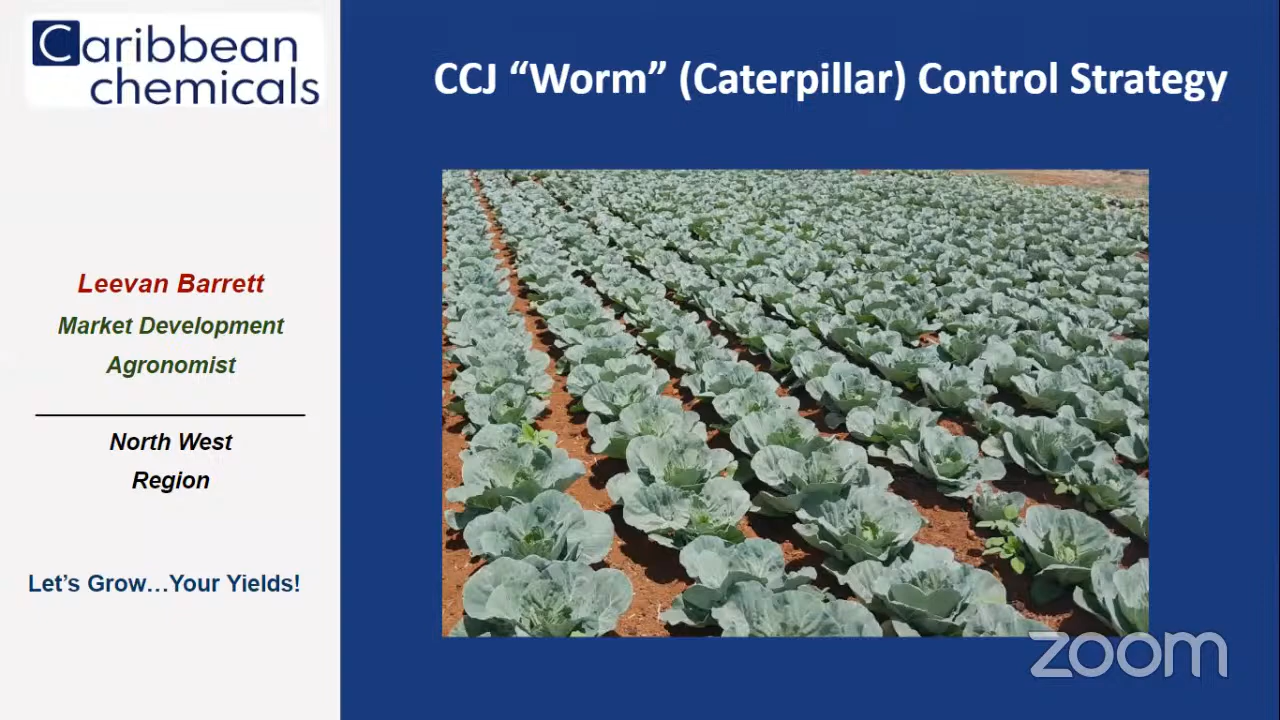 Caribbean
chemicals
CCJ “Worm” (Caterpillar) Control Strategy
Leevan Barrett
Market Development
Agronomist
North West
Region
Let’s Grow…Your Yields!
zoom